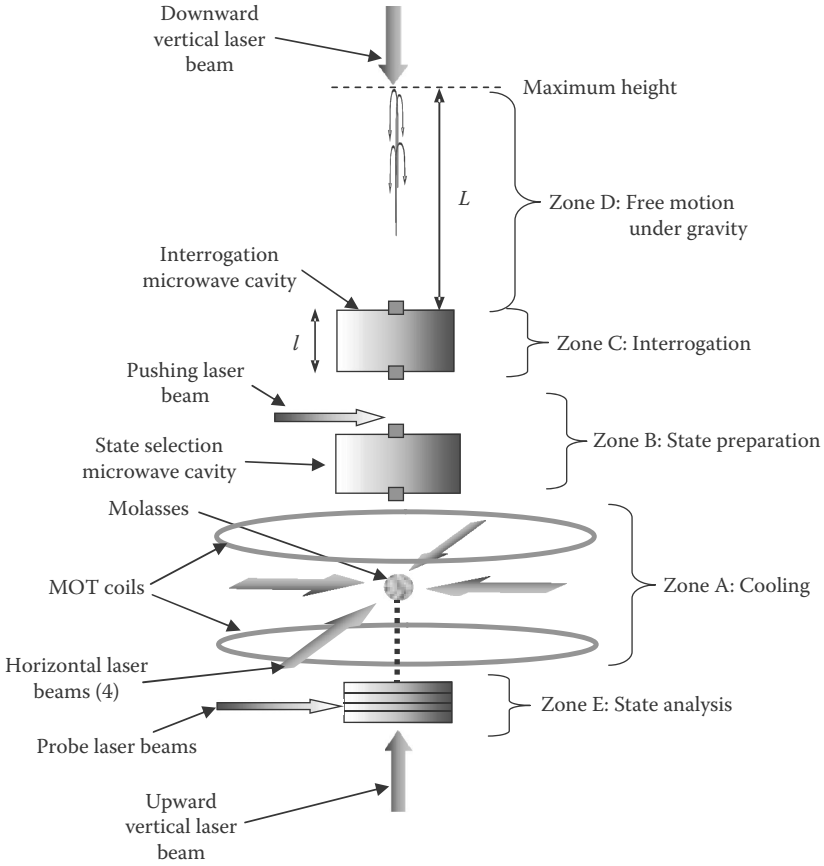 Downward
vertical laser
beam
Maximum height
L
Zone D: Free motion
under gravity
Interrogation
microwave cavity
l
Zone C: Interrogation
Pushing laser
beam
Zone B: State preparation
State selection
microwave cavity
Molasses
MOT coils
Zone A: Cooling
Horizontal laser
beams (4)
Zone E: State analysis
Probe laser beams
Upward
vertical laser
beam